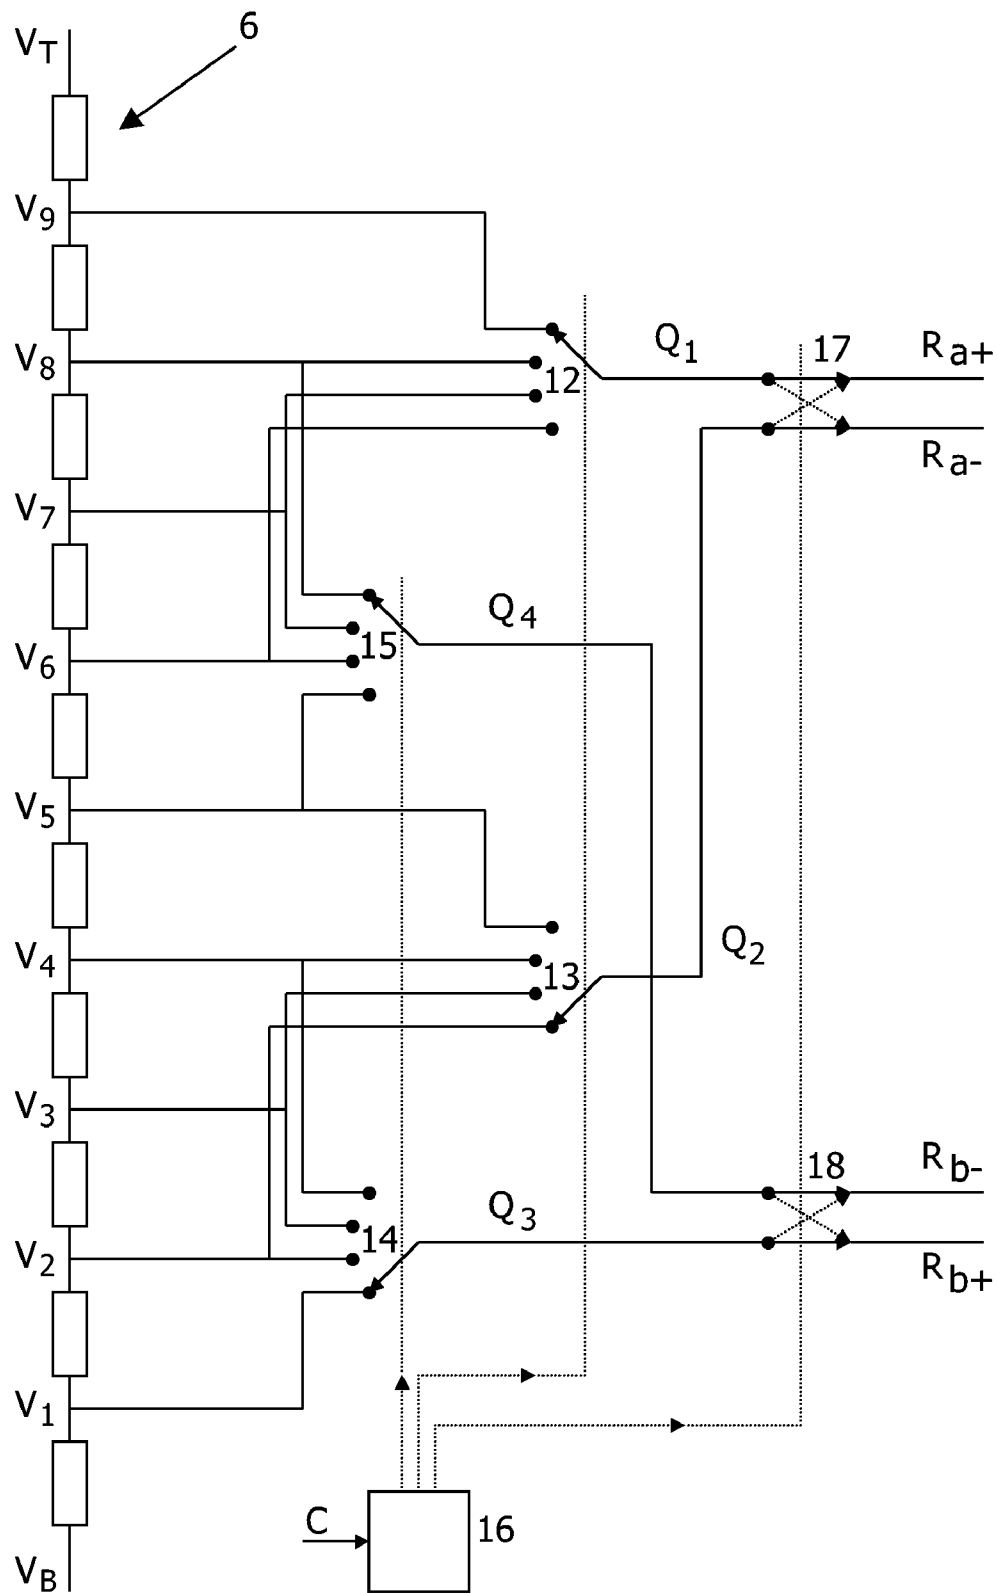 6
V_T
V_9
Q_1
17
R_a+
V_8
12
R_a-
V_7
Q_4
V_6
15
V_5
Q_2
V_4
13
V_3
18
R_b-
Q_3
V_2
14
R_b+
V_1
C
16
V_B